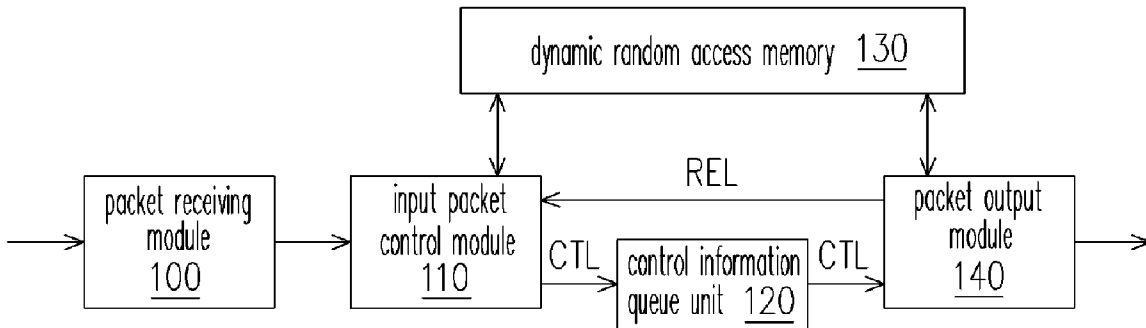 dynamic random access memory 130
packet receiving
module
100
input packet
control module
110
REL
CTL
control information
queue unit 120
CTL
packet output
module
140